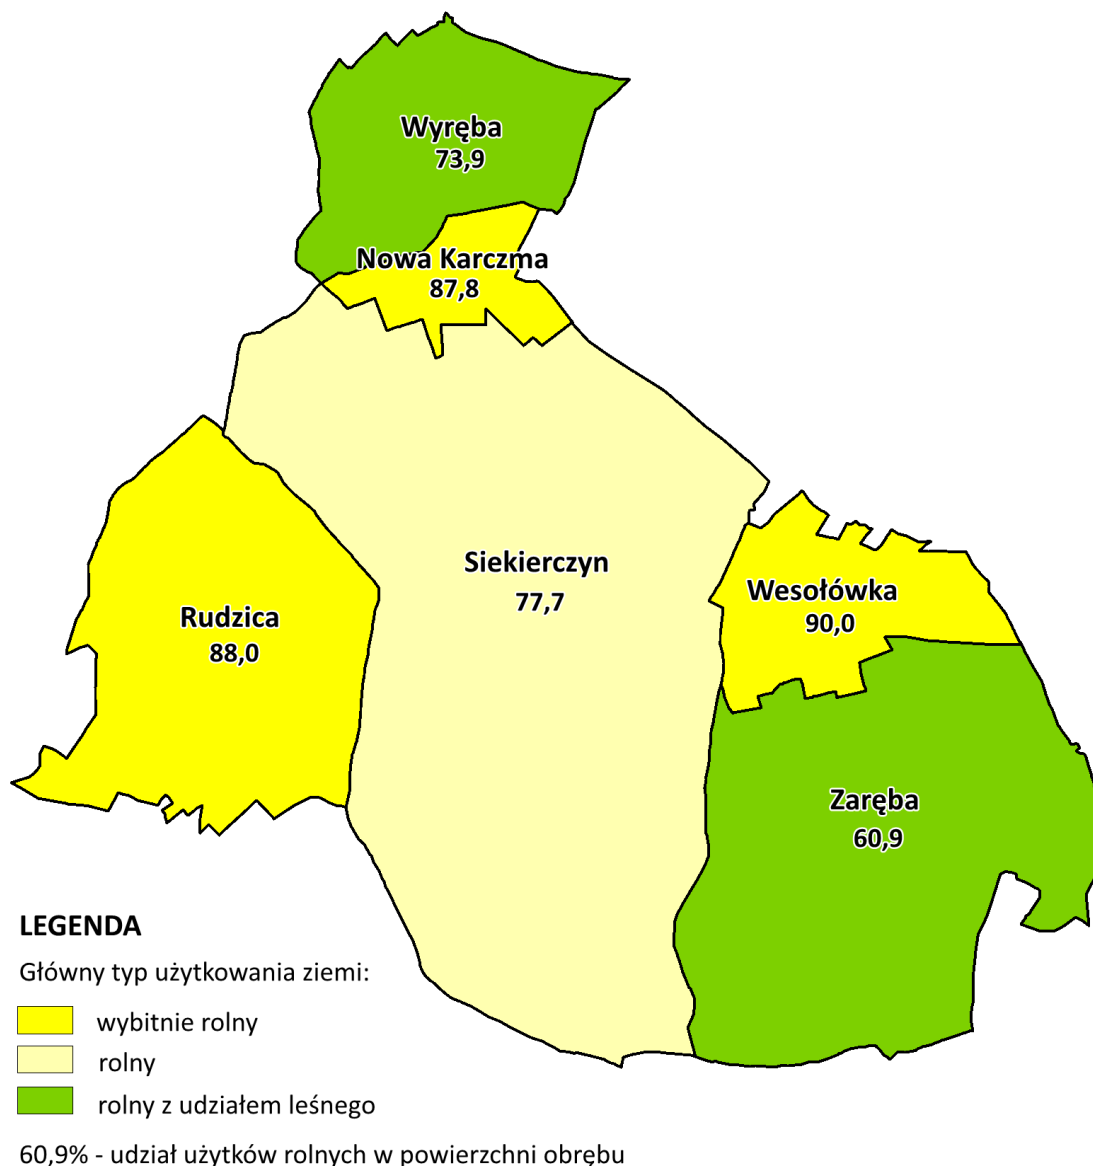 Wyręba
73,9
Nowa Karczma
87,8
Siekierczyn
77,7
Wesołówka
90,0
Rudzica
88,0
Zaręba
60,9
LEGENDA
Główny typ użytkowania ziemi:
wybitnie rolny
rolny
rolny z udziałem leśnego
60,9% - udział użytków rolnych w powierzchni obrębu